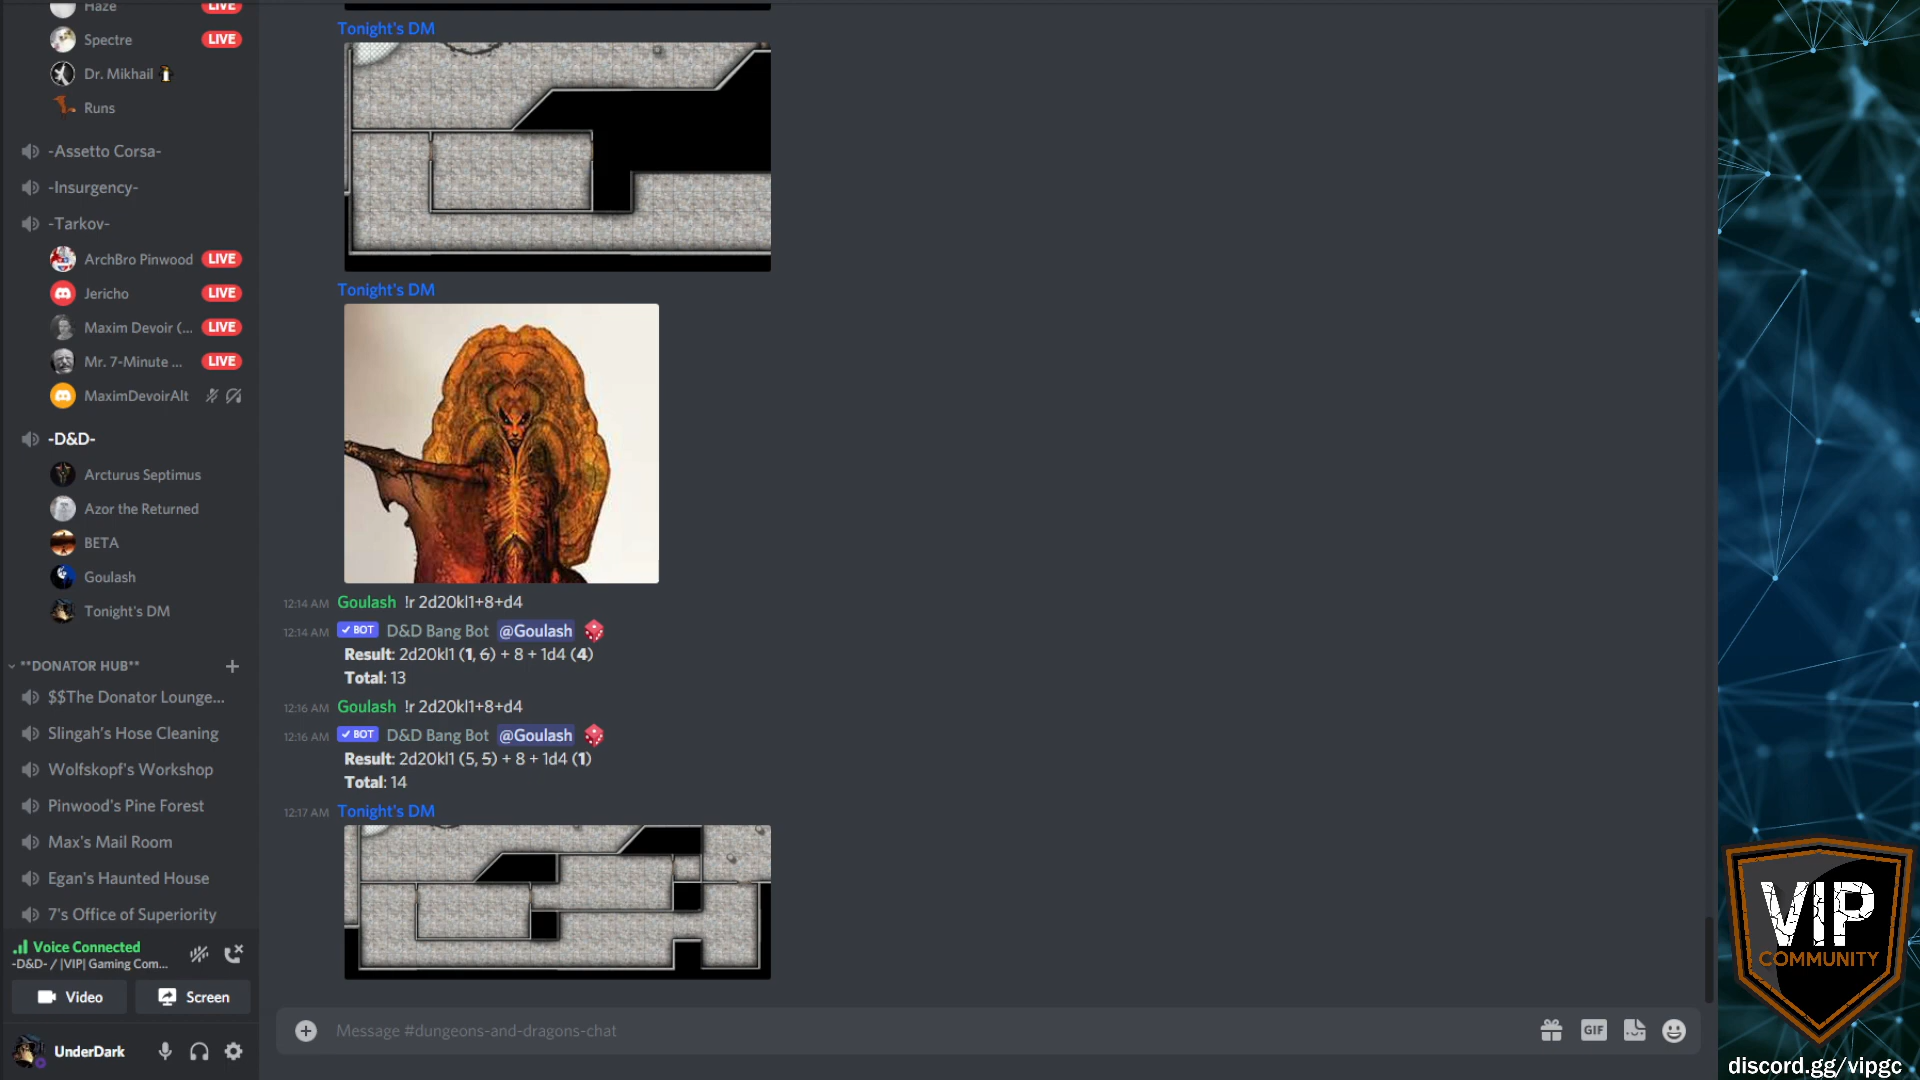 Haze LIVE
Spectre LIVE
Dr. Mikhail
Runs
-Assetto Corsa-
-Insurgency-
-Tarkov-
ArchBro Pinwood LIVE
Jericho LIVE
Maxim Devoir (... LIVE
Mr. 7-Minute ... LIVE
MaximDevoirAlt
-D&D-
Arcturus Septimus
Azor the Returned
BETA
Goulash
Tonight's DM
**DONATOR HUB**
$$The Donator Lounge...
Slingah's Hose Cleaning
Wolfskopf's Workshop
Pinwood's Pine Forest
Max's Mail Room
Egan's Haunted House
7's Office of Superiority
Voice Connected
-D&D- / |VIP| Gaming Com...
Video
Screen
UnderDark
Tonight's DM
Tonight's DM
12:14 AM Goulash !r 2d20kl1+8+d4
12:14 AM BOT D&D Bang Bot @Goulash
Result: 2d20kl1 (1, 6) + 8 + 1d4 (4)
Total: 13
12:16 AM Goulash !r 2d20kl1+8+d4
12:16 AM BOT D&D Bang Bot @Goulash
Result: 2d20kl1 (5, 5) + 8 + 1d4 (1)
Total: 14
12:17 AM Tonight's DM
Message #dungeons-and-dragons-chat
GIF
VIP
COMMUNITY
discord.gg/vipgc